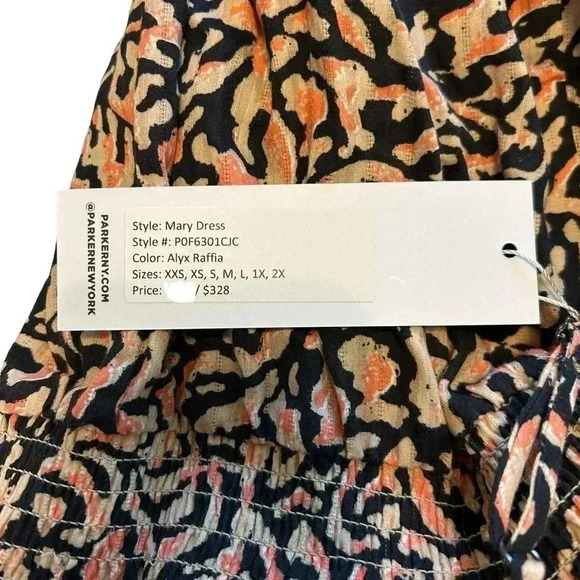 PARKERNY.COM
@PARKERNEWYORK
Style: Mary Dress
Style #: P0F6301CJC
Color: Alyx Raffia
Sizes: XXS, XS, S, M, L, 1X, 2X
Price: / $328